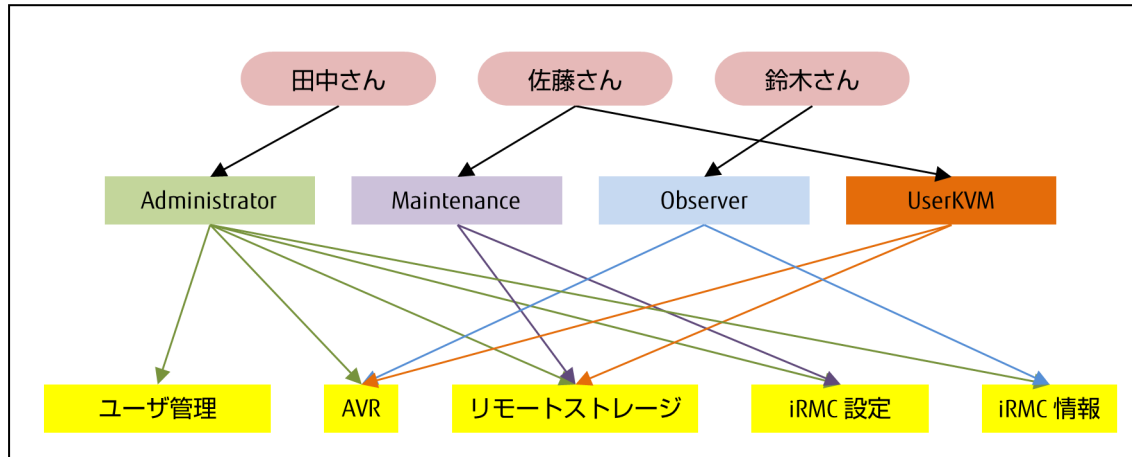 田中さん
佐藤さん
鈴木さん
Administrator
Maintenance
Observer
UserKVM
ユーザ管理
AVR
リモートストレージ
iRMC 設定
iRMC 情報